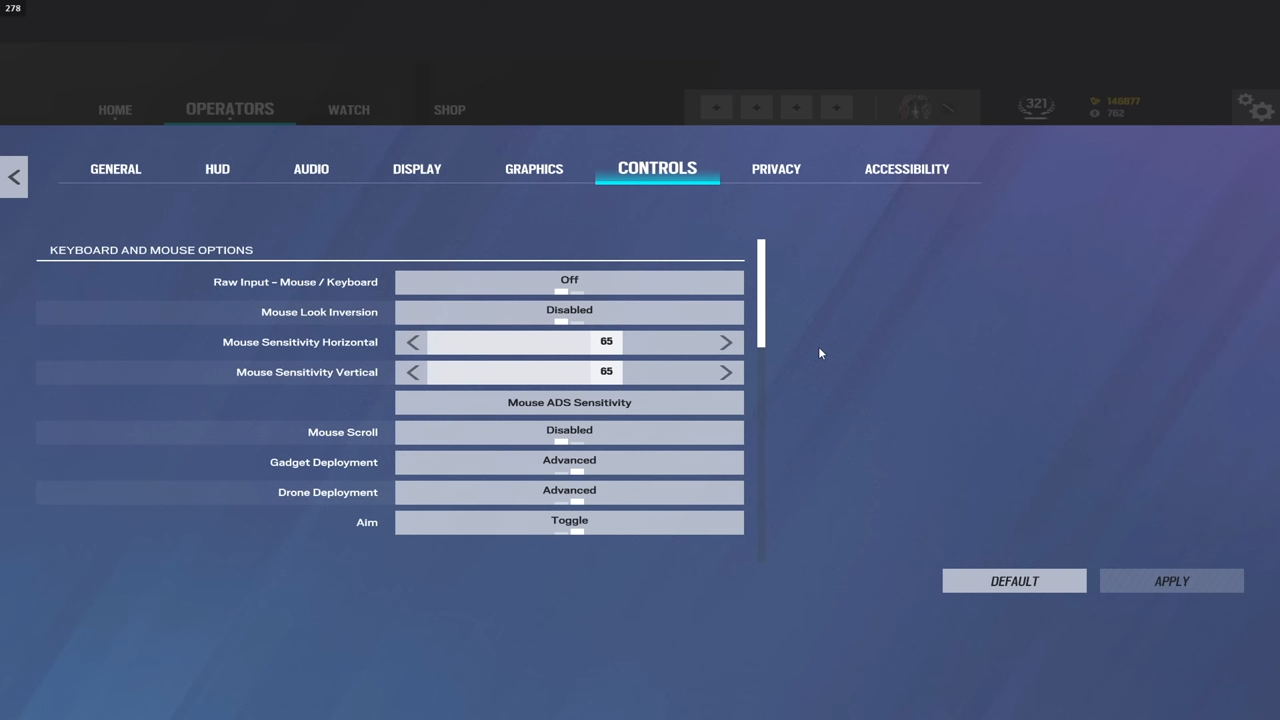 278
HOME OPERATORS WATCH SHOP 321 146877
762
GENERAL HUD AUDIO DISPLAY GRAPHICS CONTROLS PRIVACY ACCESSIBILITY
KEYBOARD AND MOUSE OPTIONS
Raw Input – Mouse / Keyboard Off
Mouse Look Inversion Disabled
Mouse Sensitivity Horizontal 65
Mouse Sensitivity Vertical 65
Mouse ADS Sensitivity
Mouse Scroll Disabled
Gadget Deployment Advanced
Drone Deployment Advanced
Aim Toggle
DEFAULT APPLY